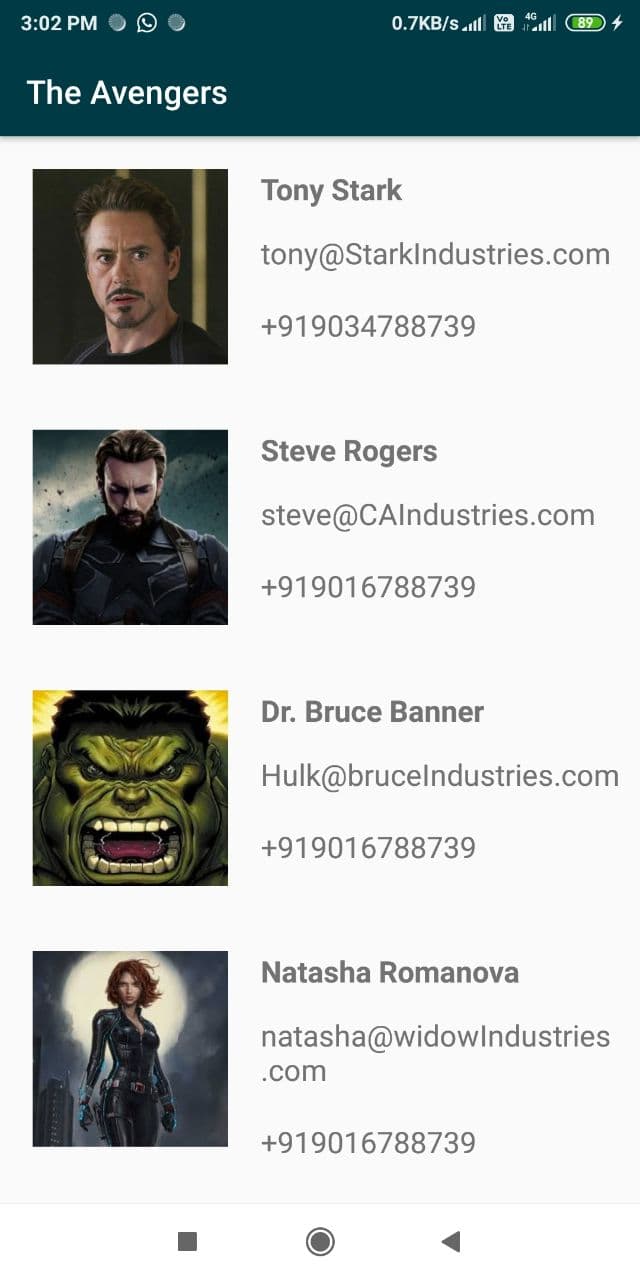 3:02 PM 0.7KB/s Vo LTE 4G 89
The Avengers
Tony Stark
tony@StarkIndustries.com
+919034788739
Steve Rogers
steve@CAIndustries.com
+919016788739
Dr. Bruce Banner
Hulk@bruceIndustries.com
+919016788739
Natasha Romanova
natasha@widowIndustries
.com
+919016788739